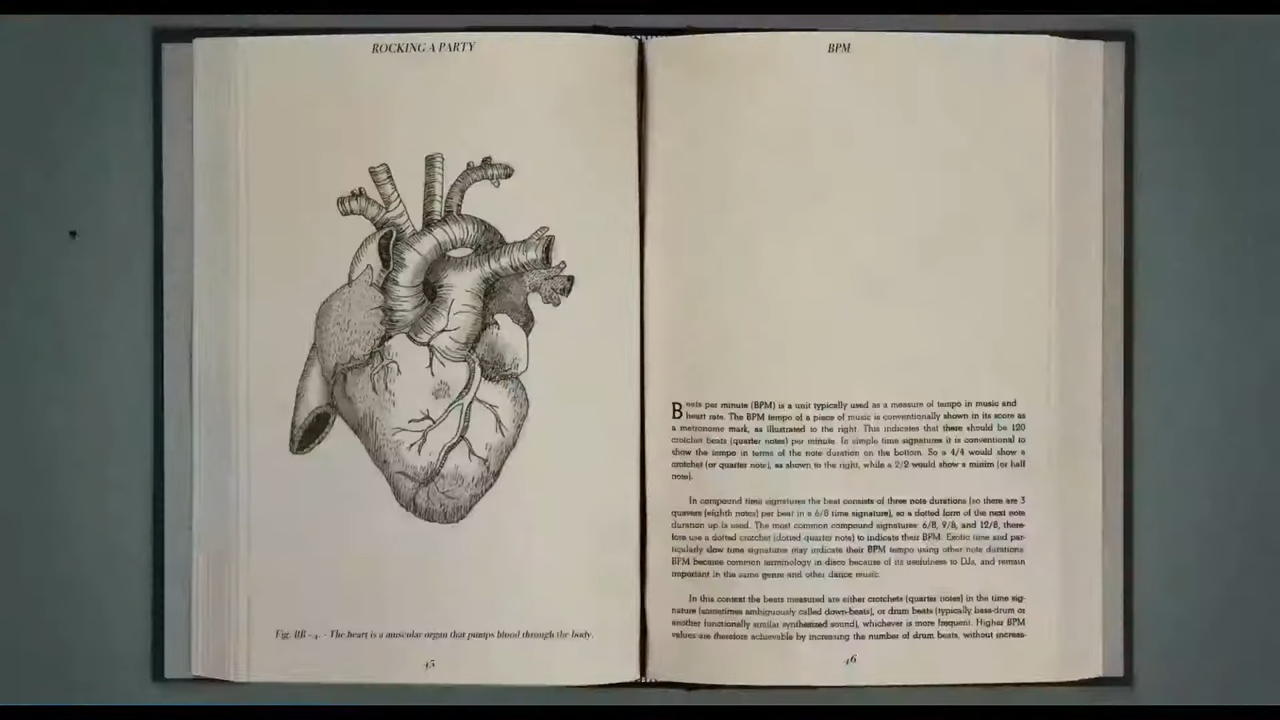 ROCKING A PARTY
Fig. BB - 4. - The heart is a muscular organ that pumps blood through the body.
45
BPM
Beats per minute (BPM) is a unit typically used as a measure of tempo in music and
heart rate. The BPM tempo of a piece of music is conventionally shown in its score as
a metronome mark, as illustrated to the right. This indicates that there should be 120
crotchet beats (quarter notes) per minute. In simple time signatures it is conventional to
show the tempo in terms of the note duration on the bottom. So a 4/4 would show a
crotchet (or quarter note), as shown to the right, while a 2/2 would show a minim (or half
note).
In compound time signatures the beat consists of three note durations (so there are 3
quavers (eighth notes) per beat in a 6/8 time signature), so a dotted form of the next note
duration up is used. The most common compound signatures: 6/8, 9/8, and 12/8, there-
fore use a dotted crotchet (dotted quarter note) to indicate their BPM. Exotic time and par-
ticularly slow time signatures may indicate their BPM tempo using other note durations.
BPM became common terminology in disco because of its usefulness to DJs, and remain
important in the same genre and other dance music.
In this context the beats measured are either crotchets (quarter notes) in the time sig-
nature (sometimes ambiguously called down-beats), or drum beats (typically bass-drum or
another functionally similar synthesized sound), whichever is more frequent. Higher BPM
values are therefore achievable by increasing the number of drum beats, without increas-
46